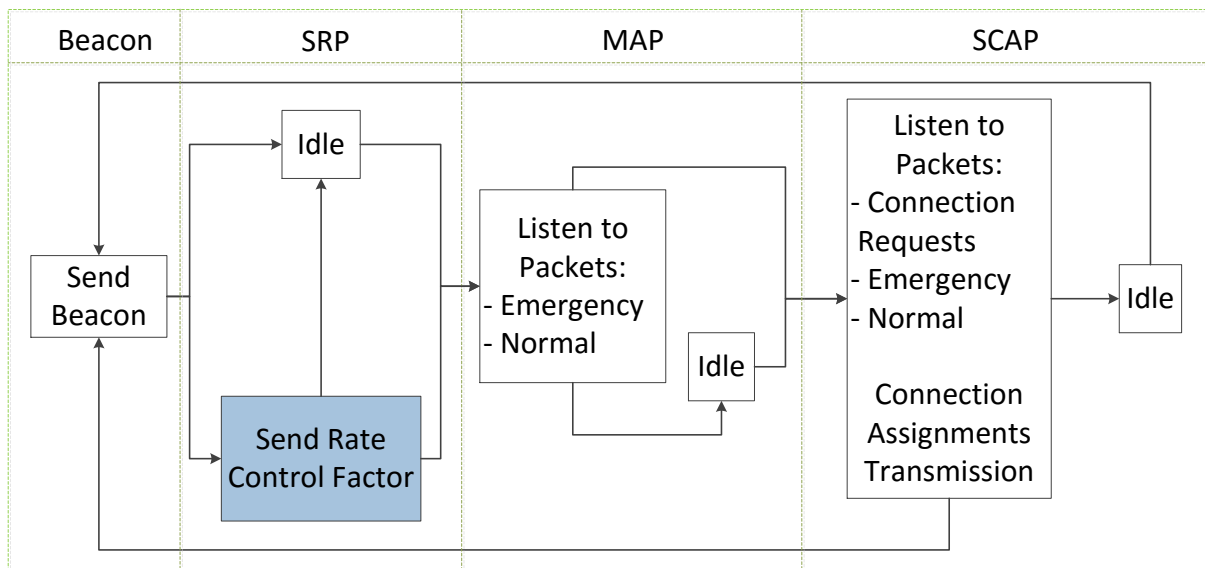 Beacon
SRP
MAP
SCAP
Send
Beacon
Idle
Send Rate
Control Factor
Listen to
Packets:
- Emergency
- Normal
Idle
Listen to
Packets:
- Connection
Requests
- Emergency
- Normal
Connection
Assignments
Transmission
Idle